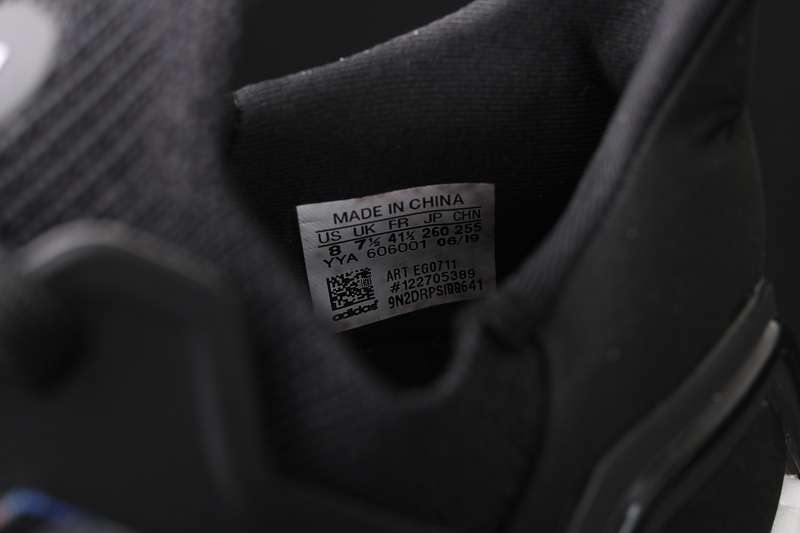 MADE IN CHINA
US UK FR JP CHN
8 7½ 41⅓ 260 255
YYA 606001 06/19
ART EG0711
#122705389
adidas